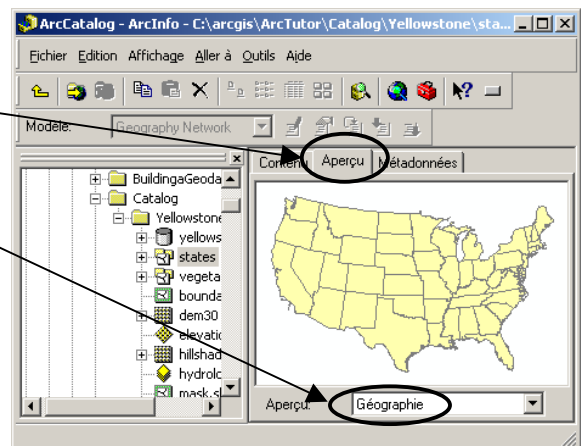 ArcCatalog - ArcInfo - C:\arcgis\ArcTutor\Catalog\Yellowstone\sta...
Fichier Edition Affichage Aller à Outils Aide
Modèle: Geography Network
Contenu Aperçu Métadonnées
BuildingaGeoda
Catalog
Yellowstone
yellows
states
vegeta
bounda
dem30
elevatio
hillshad
hydrolo
mask.s
Aperçu: Géographie